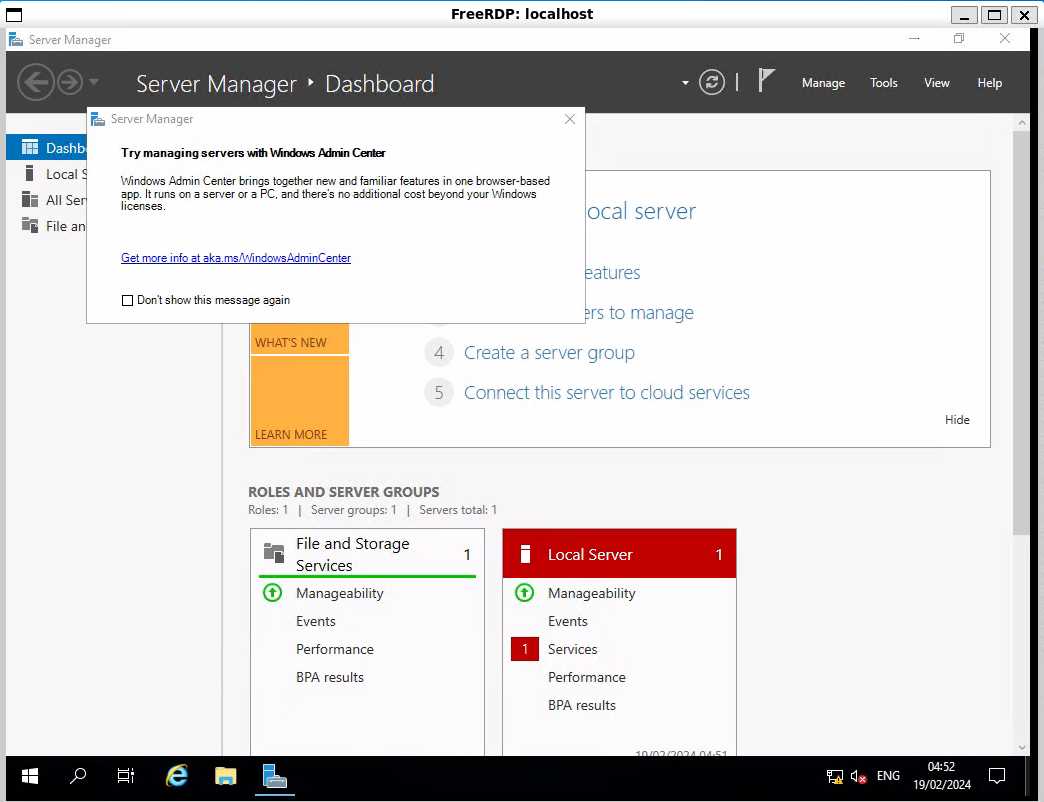 FreeRDP: localhost
Server Manager
Server Manager • Dashboard
Manage Tools View Help
Server Manager
Try managing servers with Windows Admin Center
Windows Admin Center brings together new and familiar features in one browser-based
app. It runs on a server or a PC, and there's no additional cost beyond your Windows
licenses.
Get more info at aka.ms/WindowsAdminCenter
Don't show this message again
Dashb
Local S
All Ser
File an
ocal server
eatures
ers to manage
4 Create a server group
5 Connect this server to cloud services
WHAT'S NEW
LEARN MORE
Hide
ROLES AND SERVER GROUPS
Roles: 1 | Server groups: 1 | Servers total: 1
File and Storage
Services
1
Manageability
Events
Performance
BPA results
Local Server 1
Manageability
Events
1 Services
Performance
BPA results
19/02/2024 04:51
ENG
04:52
19/02/2024